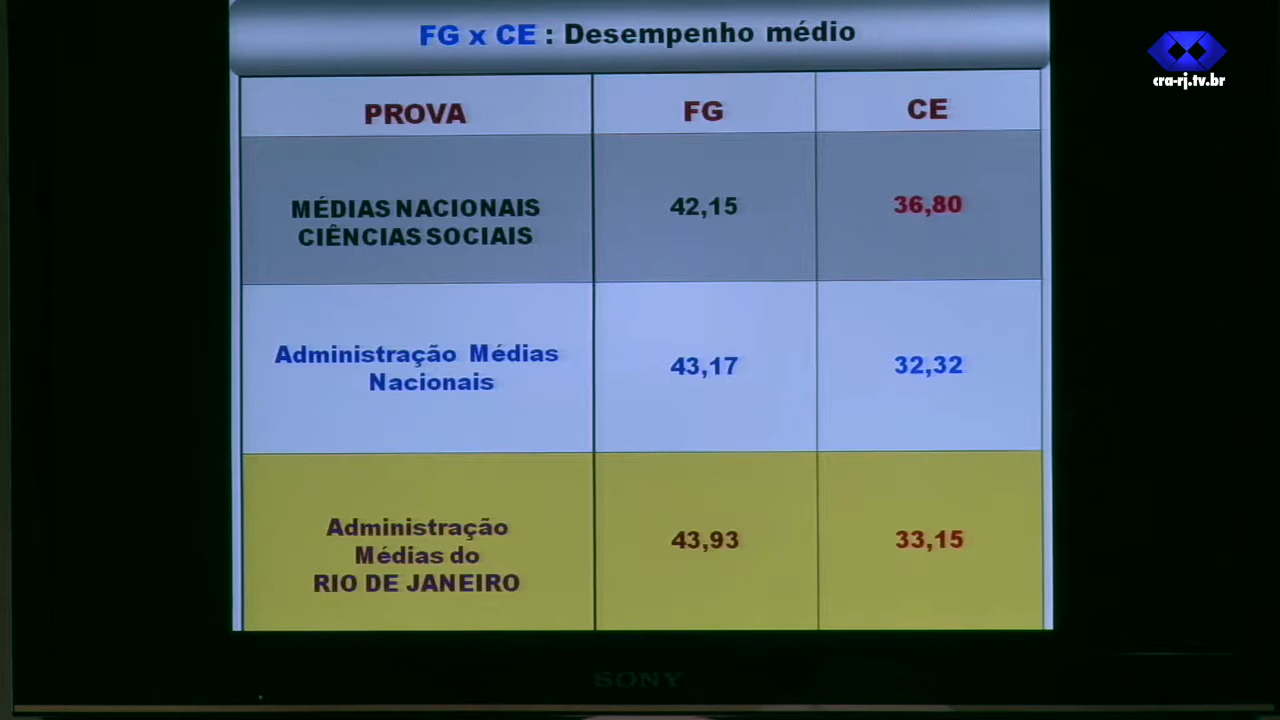 FG x CE : Desempenho médio
cra-rj.tv.br
PROVA FG CE
MÉDIAS NACIONAIS
CIÊNCIAS SOCIAIS
42,15 36,80
Administração Médias
Nacionais
43,17 32,32
Administração
Médias do
RIO DE JANEIRO
43,93 33,15
SONY